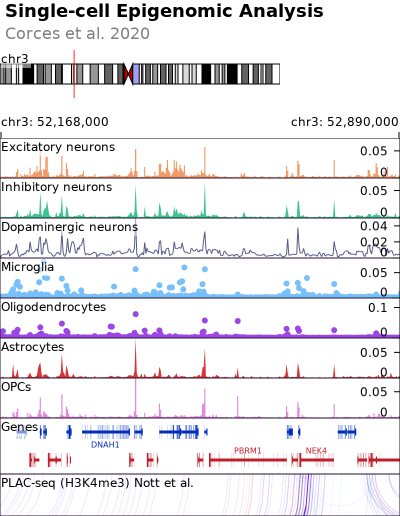 Single-cell Epigenomic Analysis
Corces et al. 2020
chr3
chr3: 52,168,000 chr3: 52,890,000
Excitatory neurons 0.05
0
Inhibitory neurons 0.05
0
Dopaminergic neurons 0.04
0.02
0
Microglia 0.05
0
Oligodendrocytes 0.1
0
Astrocytes 0.05
0
OPCs 0.05
0
Genes
DNAH1
PBRM1 NEK4
PLAC-seq (H3K4me3) Nott et al.